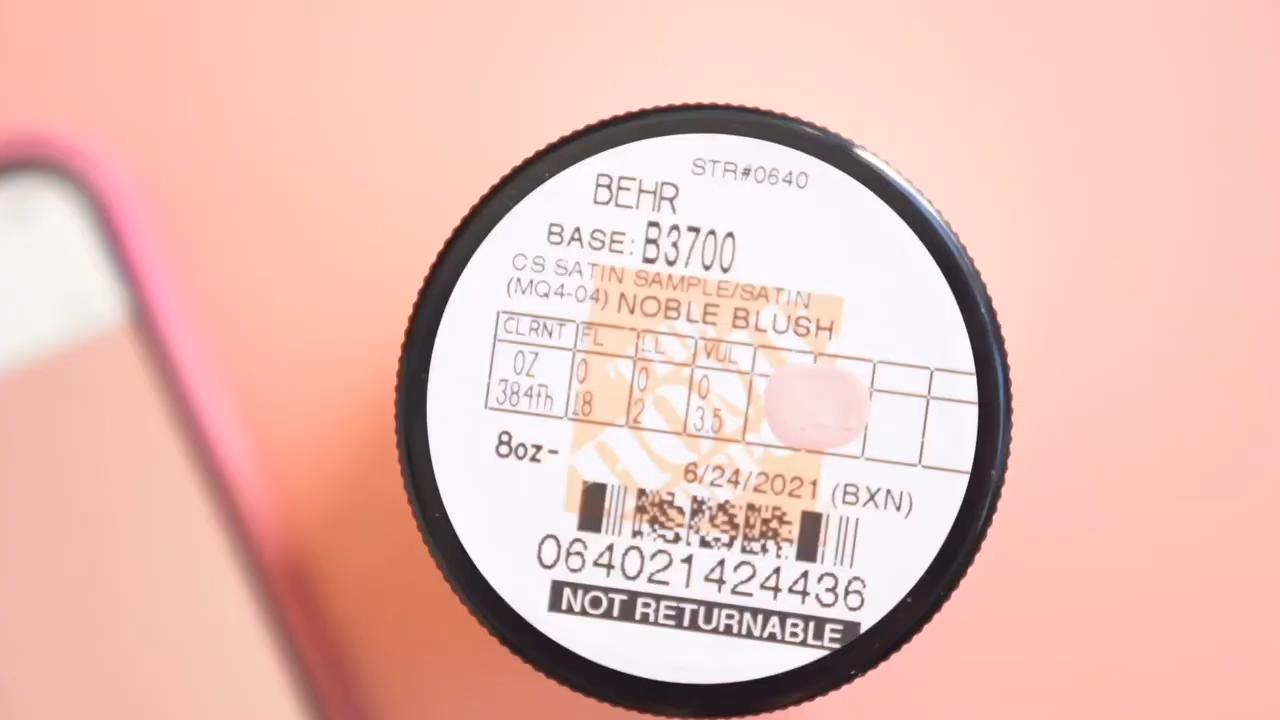 STR#0640
BEHR
BASE: B3700
CS SATIN SAMPLE/SATIN
(MQ4-04) NOBLE BLUSH
CLRNT FL LL VUL
OZ 0 0 0
384Th 18 2 3.5
8oz-
6/24/2021 (BXN)
064021424436
NOT RETURNABLE